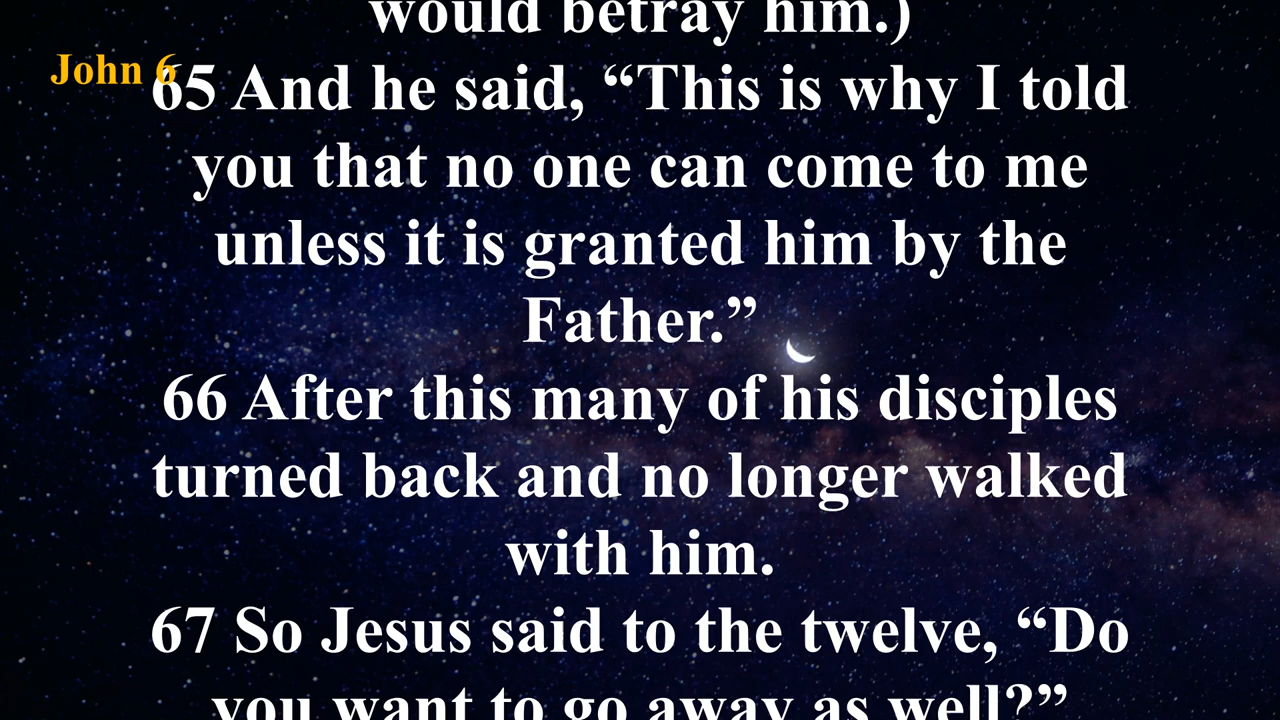 would betray him.)
John 6
65 And he said, “This is why I told
you that no one can come to me
unless it is granted him by the
Father.”
66 After this many of his disciples
turned back and no longer walked
with him.
67 So Jesus said to the twelve, “Do
you want to go away as well?”